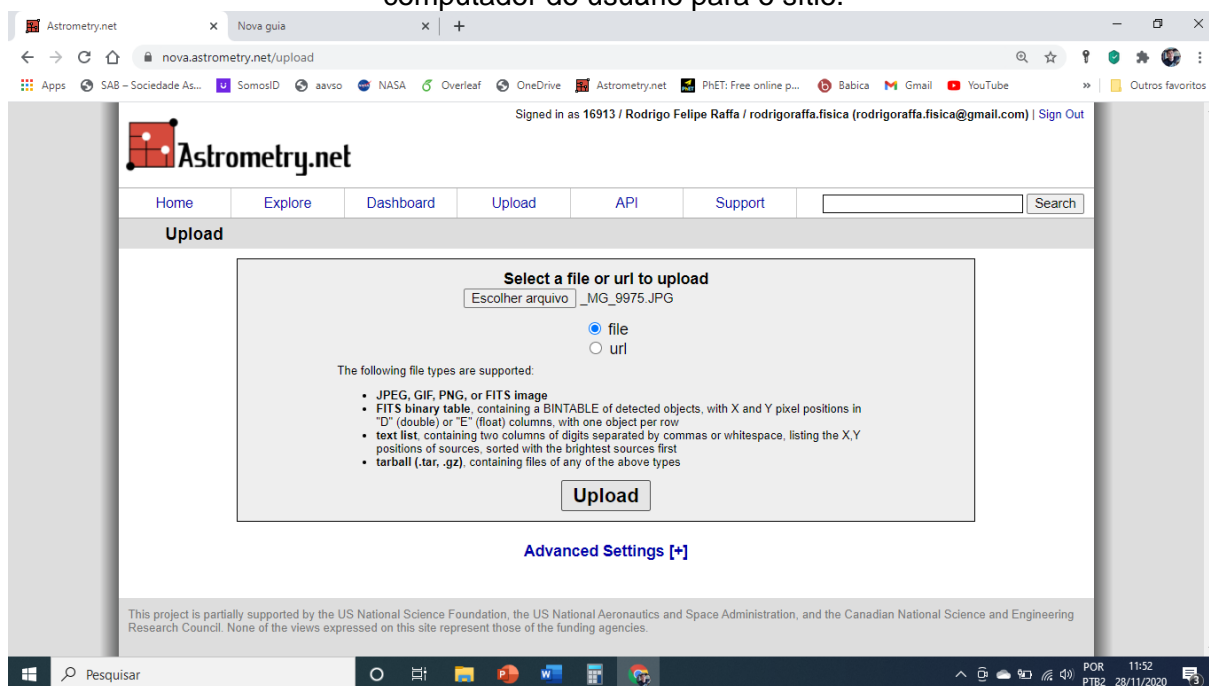 computador do usuário para o sítio.
Astrometry.net
Nova guia
nova.astrometry.net/upload
Apps
SAB – Sociedade As...
SomosID
aavso
NASA
Overleaf
OneDrive
Astrometry.net
PhET: Free online p...
Babica
Gmail
YouTube
»
Outros favoritos
Signed in as 16913 / Rodrigo Felipe Raffa / rodrigoraffa.fisica (rodrigoraffa.fisica@gmail.com) | Sign Out
Astrometry.net
Home Explore Dashboard Upload API Support Search
Upload
Select a file or url to upload
Escolher arquivo _MG_9975.JPG
file
url
The following file types are supported:
• JPEG, GIF, PNG, or FITS image
• FITS binary table, containing a BINTABLE of detected objects, with X and Y pixel positions in
"D" (double) or "E" (float) columns, with one object per row
• text list, containing two columns of digits separated by commas or whitespace, listing the X,Y
positions of sources, sorted with the brightest sources first
• tarball (.tar, .gz), containing files of any of the above types
Upload
Advanced Settings [+]
This project is partially supported by the US National Science Foundation, the US National Aeronautics and Space Administration, and the Canadian National Science and Engineering
Research Council. None of the views expressed on this site represent those of the funding agencies.
Pesquisar
POR
PTB2
11:52
28/11/2020
3